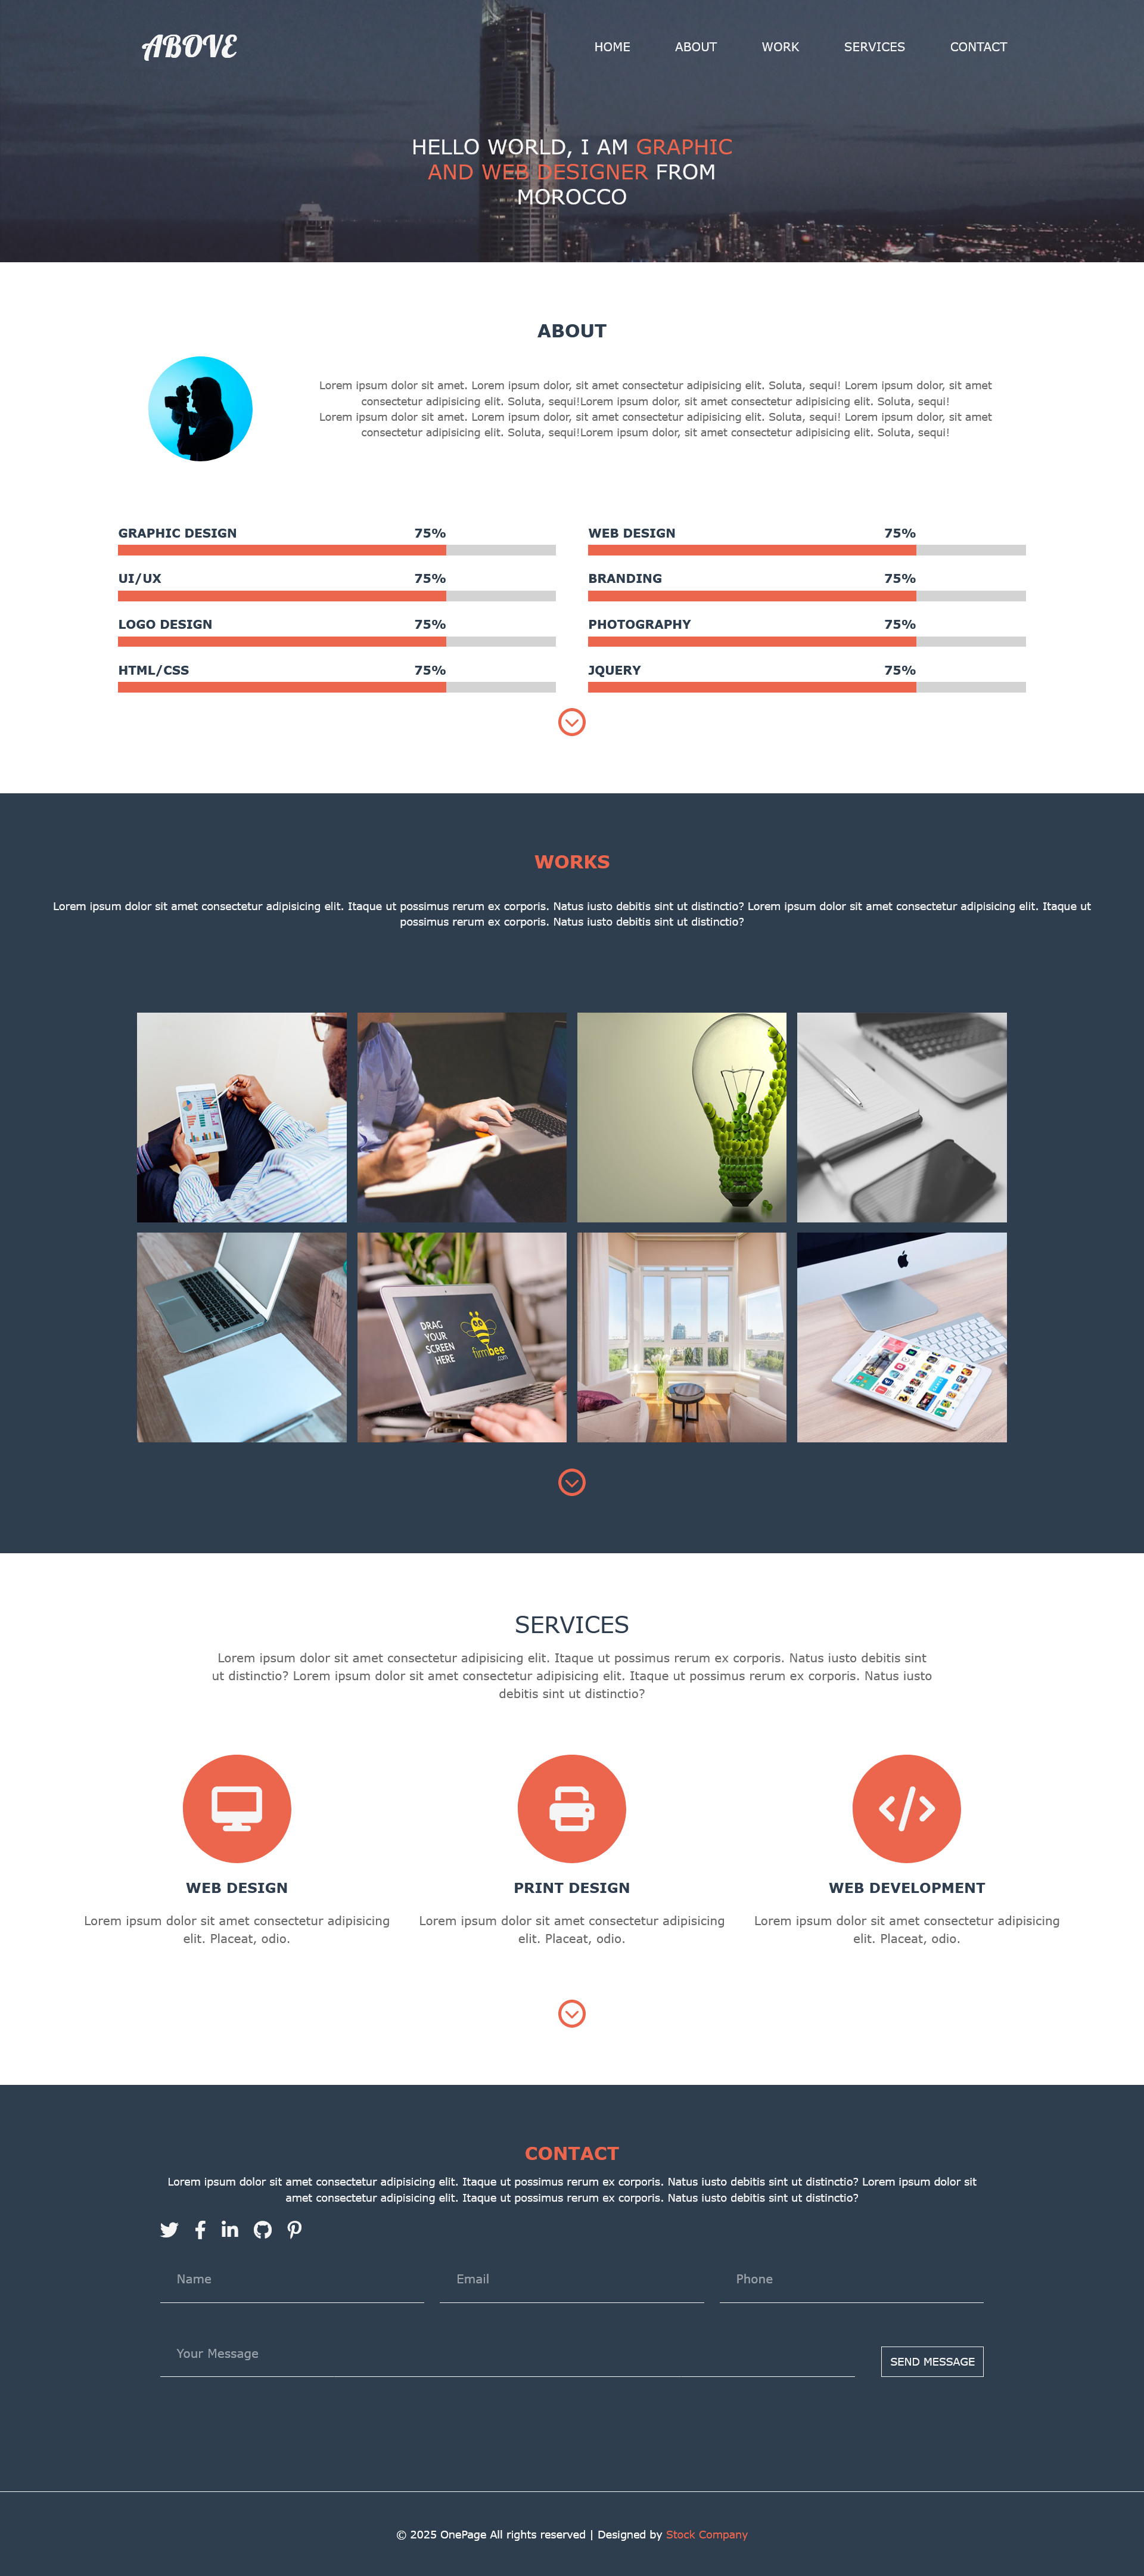 ABOVE
HOME ABOUT WORK SERVICES CONTACT
HELLO WORLD, I AM GRAPHIC
AND WEB DESIGNER FROM
MOROCCO
ABOUT
Lorem ipsum dolor sit amet. Lorem ipsum dolor, sit amet consectetur adipisicing elit. Soluta, sequi! Lorem ipsum dolor, sit amet
consectetur adipisicing elit. Soluta, sequi!Lorem ipsum dolor, sit amet consectetur adipisicing elit. Soluta, sequi!
Lorem ipsum dolor sit amet. Lorem ipsum dolor, sit amet consectetur adipisicing elit. Soluta, sequi! Lorem ipsum dolor, sit amet
consectetur adipisicing elit. Soluta, sequi!Lorem ipsum dolor, sit amet consectetur adipisicing elit. Soluta, sequi!
GRAPHIC DESIGN 75%
WEB DESIGN 75%
UI/UX 75%
BRANDING 75%
LOGO DESIGN 75%
PHOTOGRAPHY 75%
HTML/CSS 75%
JQUERY 75%
WORKS
Lorem ipsum dolor sit amet consectetur adipisicing elit. Itaque ut possimus rerum ex corporis. Natus iusto debitis sint ut distinctio? Lorem ipsum dolor sit amet consectetur adipisicing elit. Itaque ut
possimus rerum ex corporis. Natus iusto debitis sint ut distinctio?
DRAG
YOUR
SCREEN
HERE
firmbee
.com
SERVICES
Lorem ipsum dolor sit amet consectetur adipisicing elit. Itaque ut possimus rerum ex corporis. Natus iusto debitis sint
ut distinctio? Lorem ipsum dolor sit amet consectetur adipisicing elit. Itaque ut possimus rerum ex corporis. Natus iusto
debitis sint ut distinctio?
WEB DESIGN
Lorem ipsum dolor sit amet consectetur adipisicing
elit. Placeat, odio.
PRINT DESIGN
Lorem ipsum dolor sit amet consectetur adipisicing
elit. Placeat, odio.
WEB DEVELOPMENT
Lorem ipsum dolor sit amet consectetur adipisicing
elit. Placeat, odio.
CONTACT
Lorem ipsum dolor sit amet consectetur adipisicing elit. Itaque ut possimus rerum ex corporis. Natus iusto debitis sint ut distinctio? Lorem ipsum dolor sit
amet consectetur adipisicing elit. Itaque ut possimus rerum ex corporis. Natus iusto debitis sint ut distinctio?
Name Email Phone
Your Message
SEND MESSAGE
© 2025 OnePage All rights reserved | Designed by Stock Company